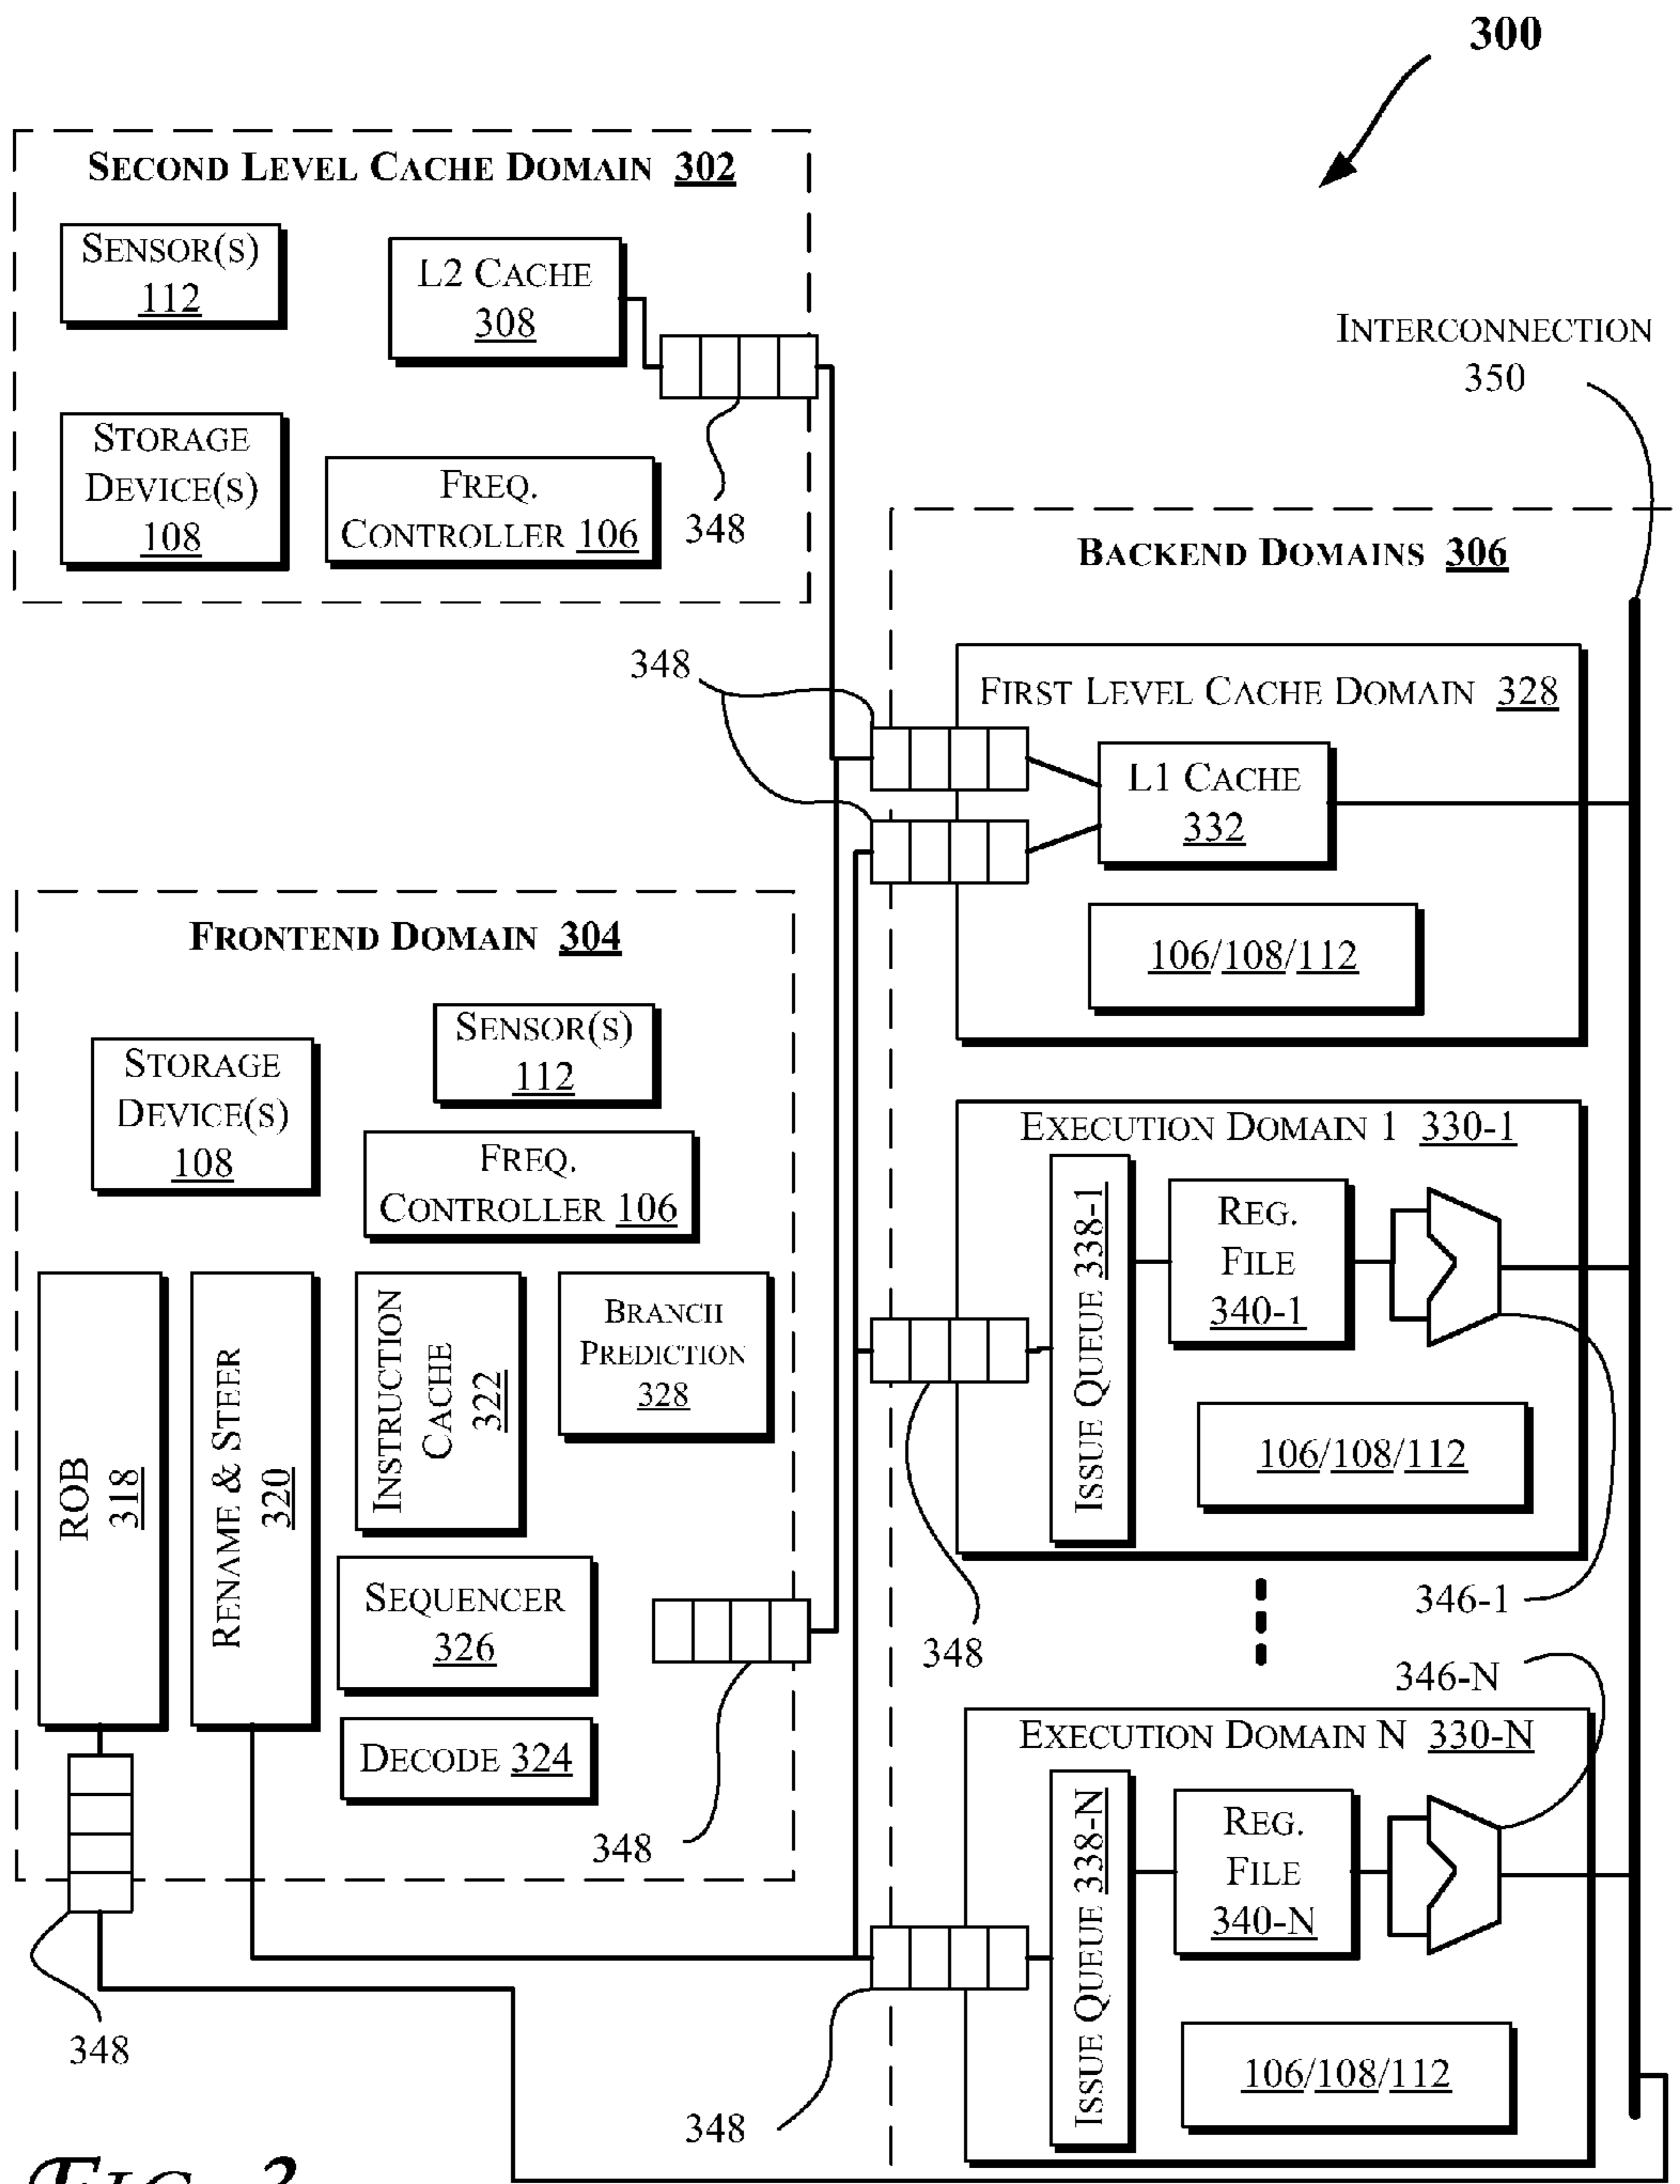 300
SECOND LEVEL CACHE DOMAIN 302
SENSOR(S)
112
L2 CACHE
308
STORAGE
DEVICE(S)
108
FREQ.
CONTROLLER 106
348
INTERCONNECTION
350
BACKEND DOMAINS 306
348
FIRST LEVEL CACHE DOMAIN 328
L1 CACHE
332
106/108/112
FRONTEND DOMAIN 304
SENSOR(S)
112
STORAGE
DEVICE(S)
108
FREQ.
CONTROLLER 106
ROB
318
RENAME & STEER
320
INSTRUCTION
CACHE
322
BRANCH
PREDICTION
328
SEQUENCER
326
DECODE 324
348
348
EXECUTION DOMAIN 1 330-1
ISSUE QUEUE 338-1
REG.
FILE
340-1
106/108/112
346-1
348
346-N
EXECUTION DOMAIN N 330-N
ISSUE QUEUE 338-N
REG.
FILE
340-N
106/108/112
348
FIG. 3